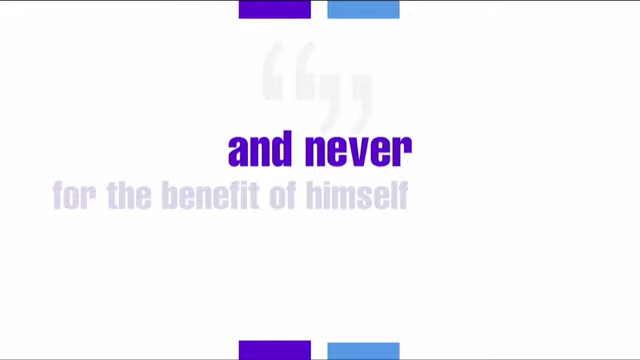 and never
for the benefit of himself